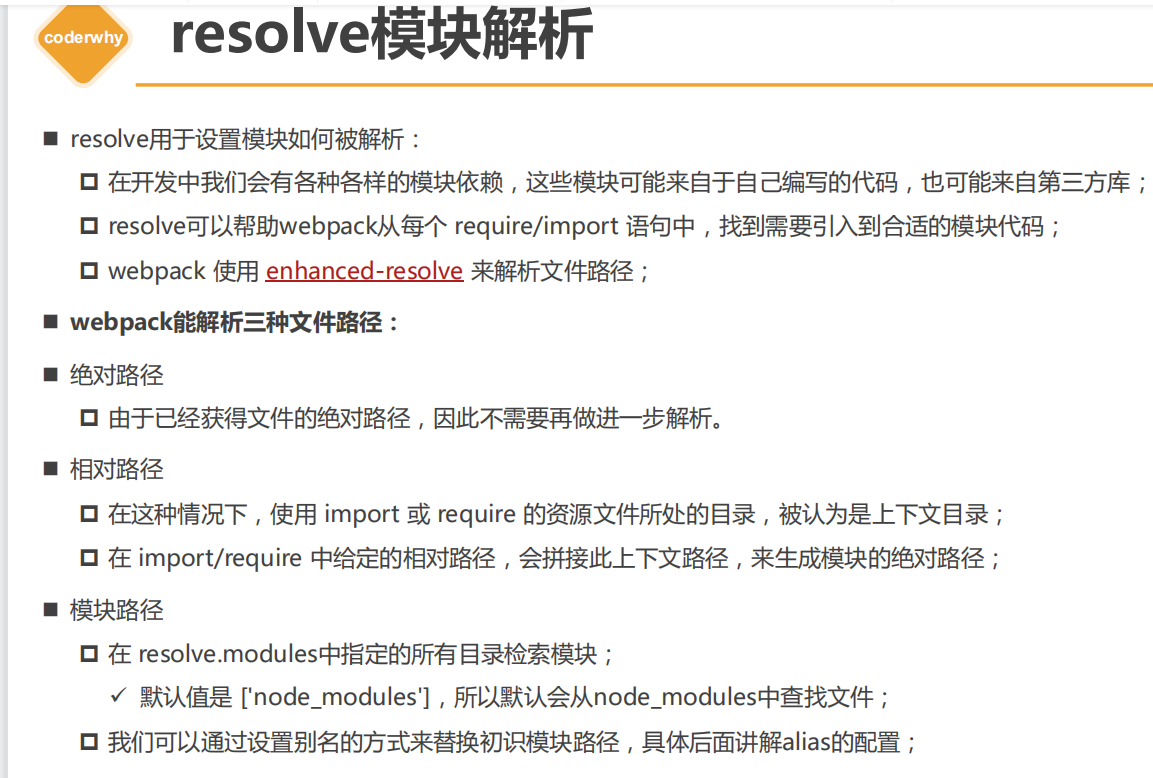 coderwhy
resolve模块解析
resolve用于设置模块如何被解析：
在开发中我们会有各种各样的模块依赖，这些模块可能来自于自己编写的代码，也可能来自第三方库；
resolve可以帮助webpack从每个 require/import 语句中，找到需要引入到合适的模块代码；
webpack 使用 enhanced-resolve 来解析文件路径；
webpack能解析三种文件路径：
绝对路径
由于已经获得文件的绝对路径，因此不需要再做进一步解析。
相对路径
在这种情况下，使用 import 或 require 的资源文件所处的目录，被认为是上下文目录；
在 import/require 中给定的相对路径，会拼接此上下文路径，来生成模块的绝对路径；
模块路径
在 resolve.modules中指定的所有目录检索模块；
默认值是 ['node_modules']，所以默认会从node_modules中查找文件；
我们可以通过设置别名的方式来替换初识模块路径，具体后面讲解alias的配置；